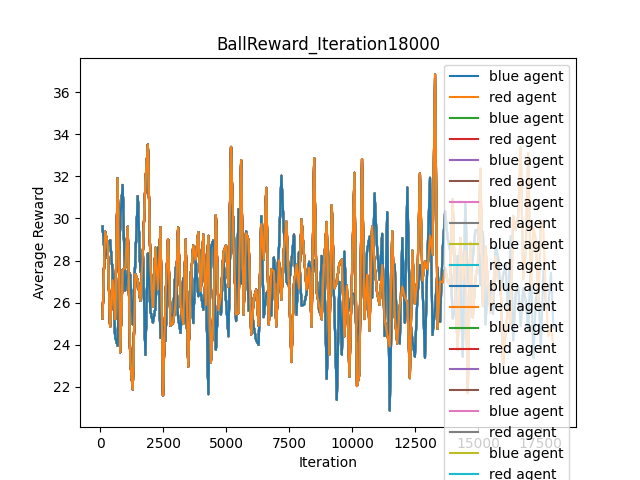 BallReward_Iteration18000
Average Reward
36
34
32
30
28
26
24
22
0
2500
5000
7500
10000
12500
15000
17500
Iteration
blue agent
red agent
blue agent
red agent
blue agent
red agent
blue agent
red agent
blue agent
red agent
blue agent
red agent
blue agent
red agent
blue agent
red agent
blue agent
red agent
blue agent
red agent